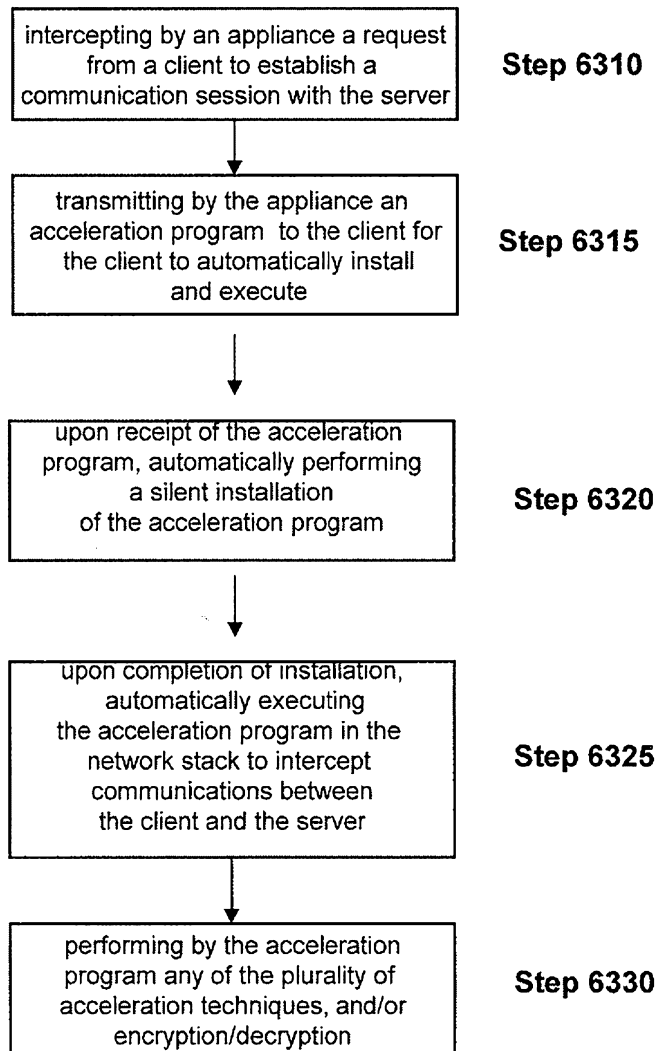 intercepting by an appliance a request
from a client to establish a
communication session with the server
Step 6310
transmitting by the appliance an
acceleration program to the client for
the client to automatically install
and execute
Step 6315
upon receipt of the acceleration
program, automatically performing
a silent installation
of the acceleration program
Step 6320
upon completion of installation,
automatically executing
the acceleration program in the
network stack to intercept
communications between
the client and the server
Step 6325
performing by the acceleration
program any of the plurality of
acceleration techniques, and/or
encryption/decryption
Step 6330